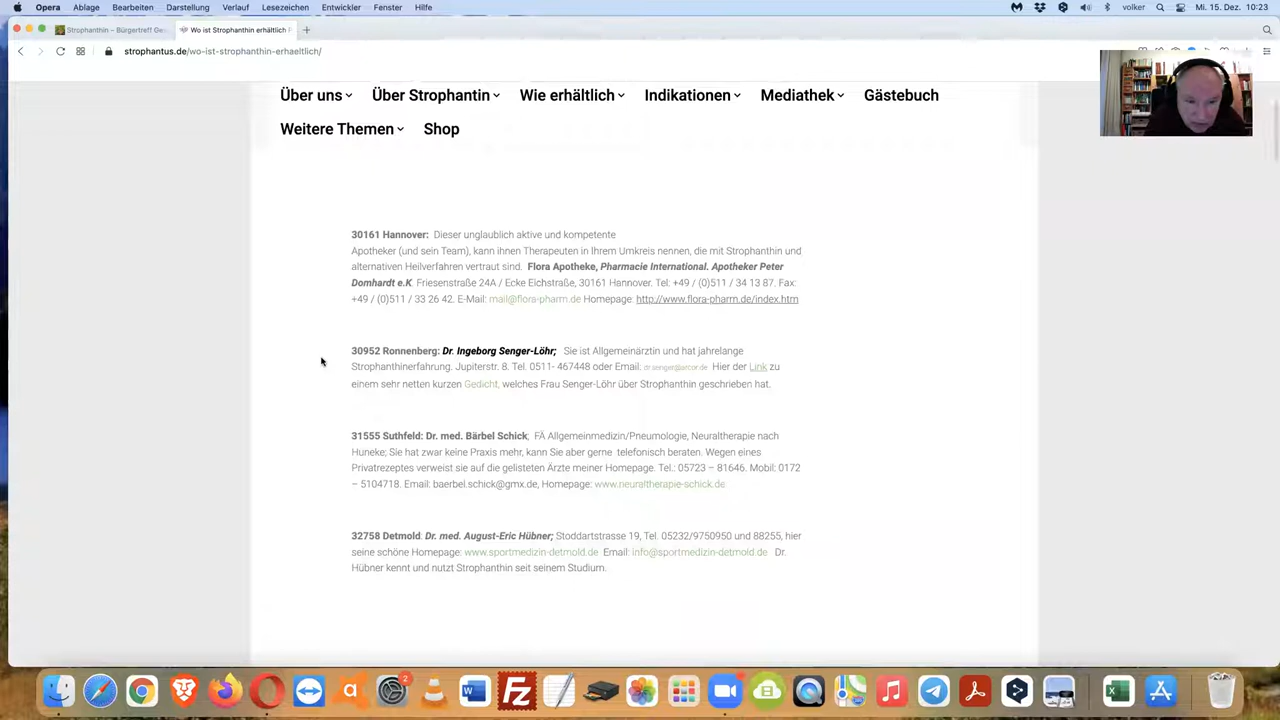 Opera Ablage Bearbeiten Darstellung Verlauf Lesezeichen Entwickler Fenster Hilfe volker Mi. 15. Dez. 10:23
Strophanthin – Bürgertreff Ge Wo ist Strophanthin erhältlich
strophantus.de/wo-ist-strophanthin-erhaeltlich/
Über uns Über Strophantin Wie erhältlich Indikationen Mediathek Gästebuch
Weitere Themen Shop
30161 Hannover: Dieser unglaublich aktive und kompetente
Apotheker (und sein Team), kann ihnen Therapeuten in Ihrem Umkreis nennen, die mit Strophanthin und
alternativen Heilverfahren vertraut sind. Flora Apotheke, Pharmacie International. Apotheker Peter
Domhardt e.K. Friesenstraße 24A / Ecke Eichstraße, 30161 Hannover. Tel: +49 / (0)511 / 34 13 87. Fax:
+49 / (0)511 / 33 26 42. E-Mail: mail@flora-pharm.de Homepage: http://www.flora-pharm.de/index.htm
30952 Ronnenberg: Dr. Ingeborg Senger-Löhr; Sie ist Allgemeinärztin und hat jahrelange
Strophanthinerfahrung. Jupiterstr. 8. Tel. 0511- 467448 oder Email: dr.senger@arcor.de Hier der Link zu
einem sehr netten kurzen Gedicht, welches Frau Senger-Löhr über Strophanthin geschrieben hat.
31555 Suthfeld: Dr. med. Bärbel Schick; FÄ Allgemeinmedizin/Pneumologie, Neuraltherapie nach
Huneke; Sie hat zwar keine Praxis mehr, kann Sie aber gerne telefonisch beraten. Wegen eines
Privatrezeptes verweist sie auf die gelisteten Ärzte meiner Homepage. Tel.: 05723 – 81646. Mobil: 0172
– 5104718. Email: baerbel.schick@gmx.de, Homepage: www.neuraltherapie-schick.de
32758 Detmold: Dr. med. August-Eric Hübner; Stoddartstrasse 19, Tel. 05232/9750950 und 88255, hier
seine schöne Homepage: www.sportmedizin-detmold.de Email: info@sportmedizin-detmold.de Dr.
Hübner kennt und nutzt Strophanthin seit seinem Studium.